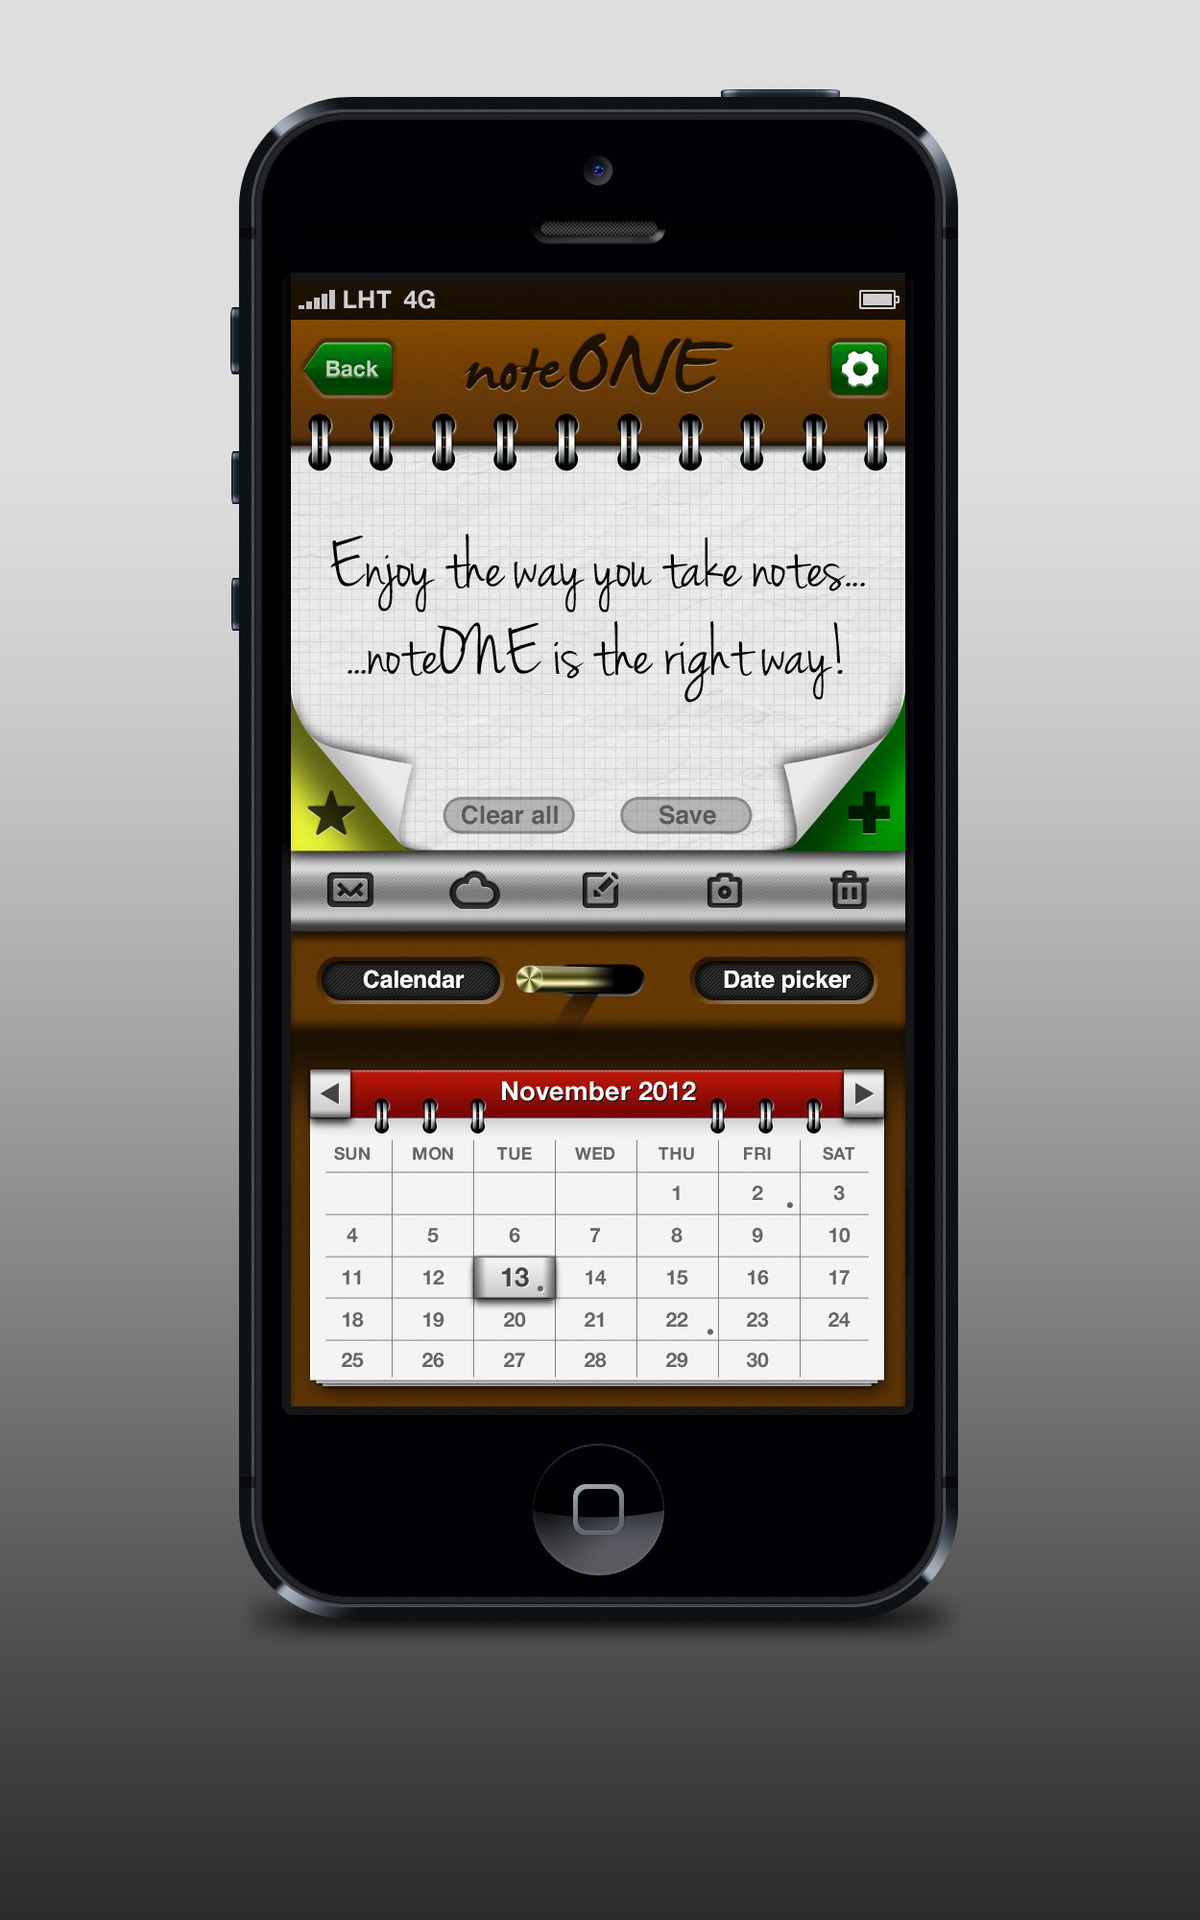 LHT 4G
Back
noteONE
Enjoy the way you take notes...
...noteONE is the right way!
Clear all Save
Calendar Date picker
November 2012
SUN MON TUE WED THU FRI SAT
1 2 3
4 5 6 7 8 9 10
11 12 13 14 15 16 17
18 19 20 21 22 23 24
25 26 27 28 29 30